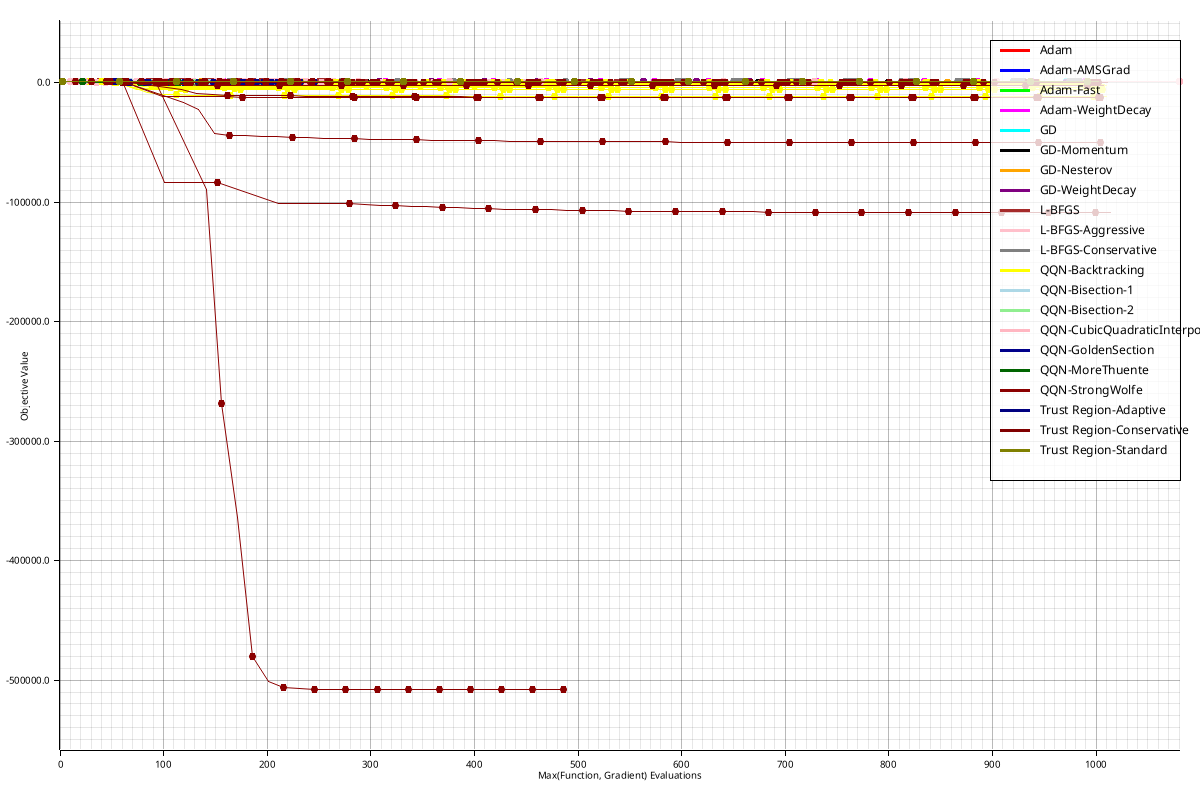 0.0
-100000.0
-200000.0
-300000.0
-400000.0
-500000.0
Objective Value
0 100 200 300 400 500 600 700 800 900 1000
Max(Function, Gradient) Evaluations
Adam
Adam-AMSGrad
Adam-Fast
Adam-WeightDecay
GD
GD-Momentum
GD-Nesterov
GD-WeightDecay
L-BFGS
L-BFGS-Aggressive
L-BFGS-Conservative
QQN-Backtracking
QQN-Bisection-1
QQN-Bisection-2
QQN-CubicQuadraticInterpo
QQN-GoldenSection
QQN-MoreThuente
QQN-StrongWolfe
Trust Region-Adaptive
Trust Region-Conservative
Trust Region-Standard